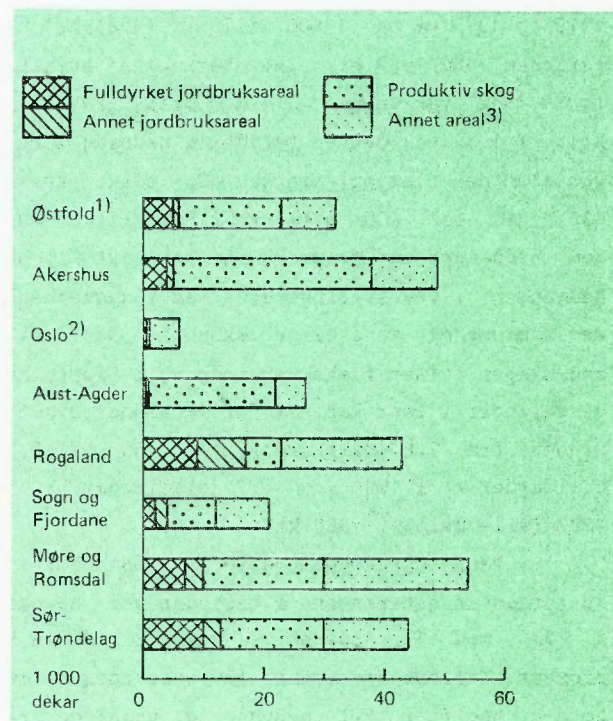 Fulldyrket jordbruksareal
Annet jordbruksareal
Produktiv skog
Annet areal3)
Østfold1)
Akershus
Oslo2)
Aust-Agder
Rogaland
Sogn og
Fjordane
Møre og
Romsdal
Sør-
Trøndelag
1 000
dekar
0 20 40 60